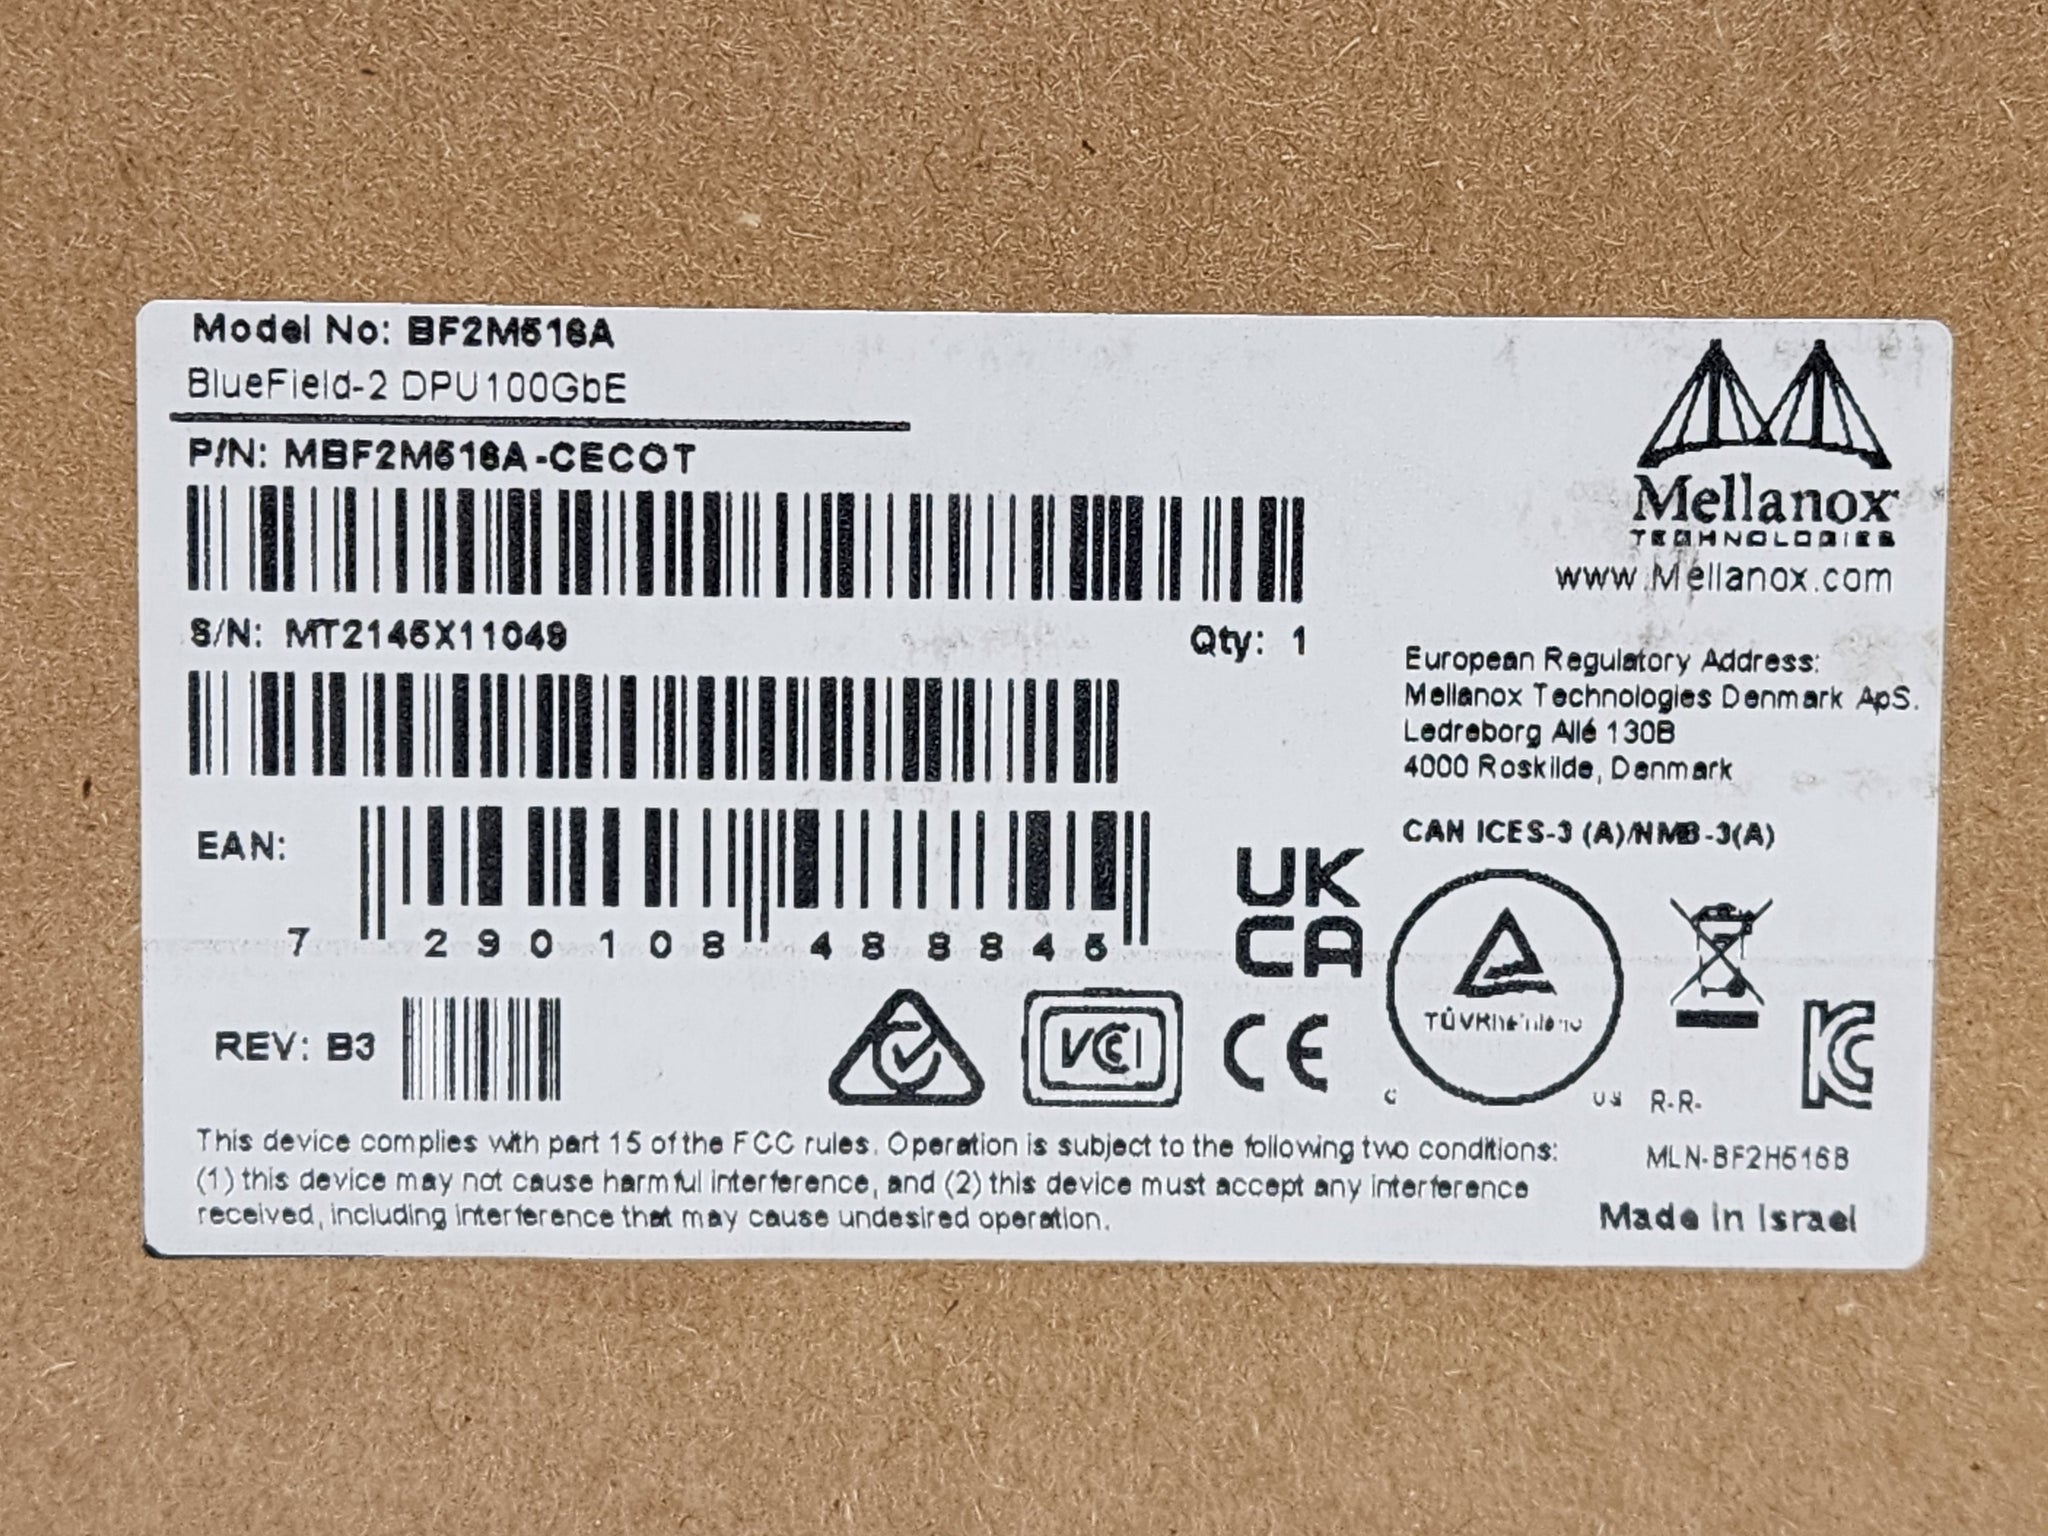 Model No: BF2M516A
BlueField-2 DPU100GbE
P/N: MBF2M516A-CECOT
S/N: MT2145X11049
Qty: 1
EAN:
7 290108 488846
REV: B3
Mellanox
TECHNOLOGIES
www.Mellanox.com
European Regulatory Address:
Mellanox Technologies Denmark ApS.
Ledreborg Allé 130B
4000 Roskilde, Denmark
CAN ICES-3 (A)/NMB-3(A)
UK
CA
VCCI
CE
TÜVRheinland
C US
R-R-
KC
MLN-BF2H516B
Made in Israel
This device complies with part 15 of the FCC rules. Operation is subject to the following two conditions:
(1) this device may not cause harmful interference, and (2) this device must accept any interference
received, including interference that may cause undesired operation.